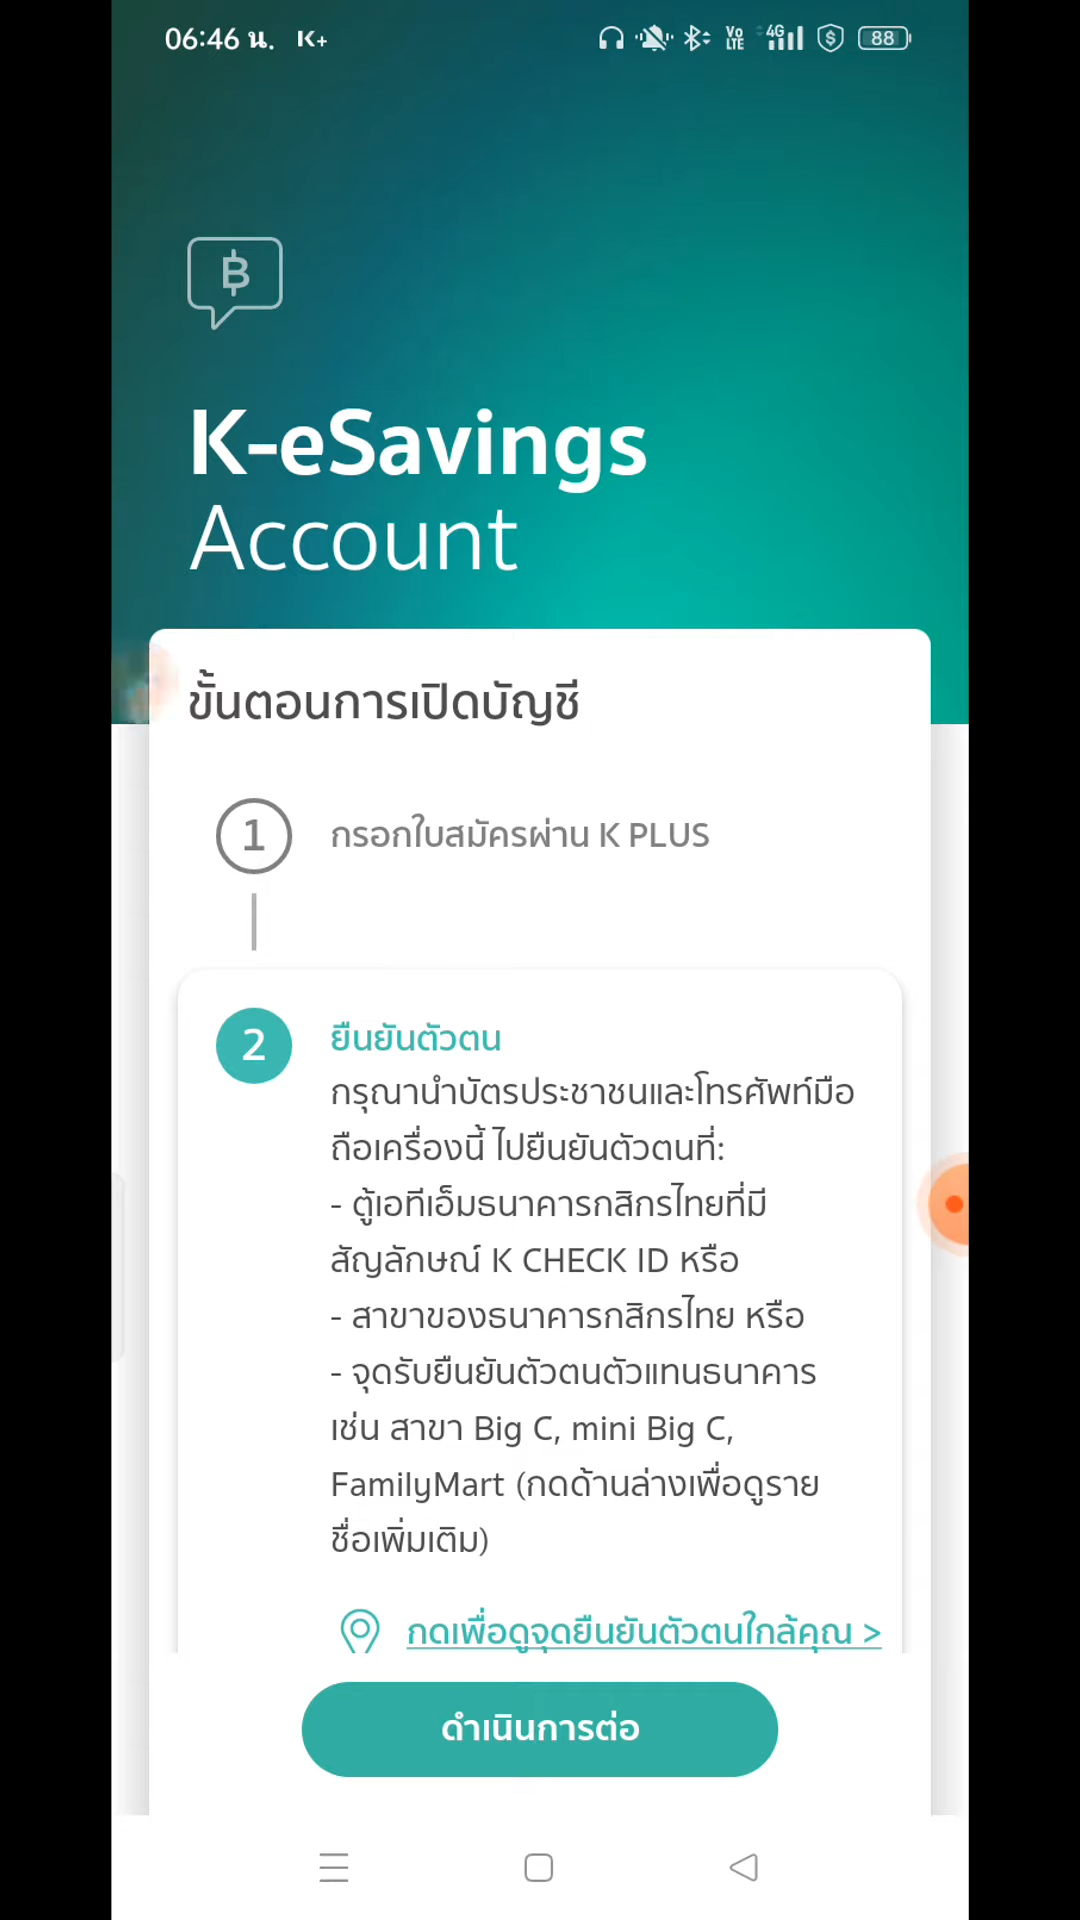 06:46 น. K+
Vo LTE 4G 88
฿
K-eSavings
Account
ขั้นตอนการเปิดบัญชี
1 กรอกใบสมัครผ่าน K PLUS
2 ยืนยันตัวตน
กรุณานำบัตรประชาชนและโทรศัพท์มือ
ถือเครื่องนี้ ไปยืนยันตัวตนที่:
- ตู้เอทีเอ็มธนาคารกสิกรไทยที่มี
สัญลักษณ์ K CHECK ID หรือ
- สาขาของธนาคารกสิกรไทย หรือ
- จุดรับยืนยันตัวตนตัวแทนธนาคาร
เช่น สาขา Big C, mini Big C,
FamilyMart (กดด้านล่างเพื่อดูราย
ชื่อเพิ่มเติม)
กดเพื่อดูจุดยืนยันตัวตนใกล้คุณ >
ดำเนินการต่อ